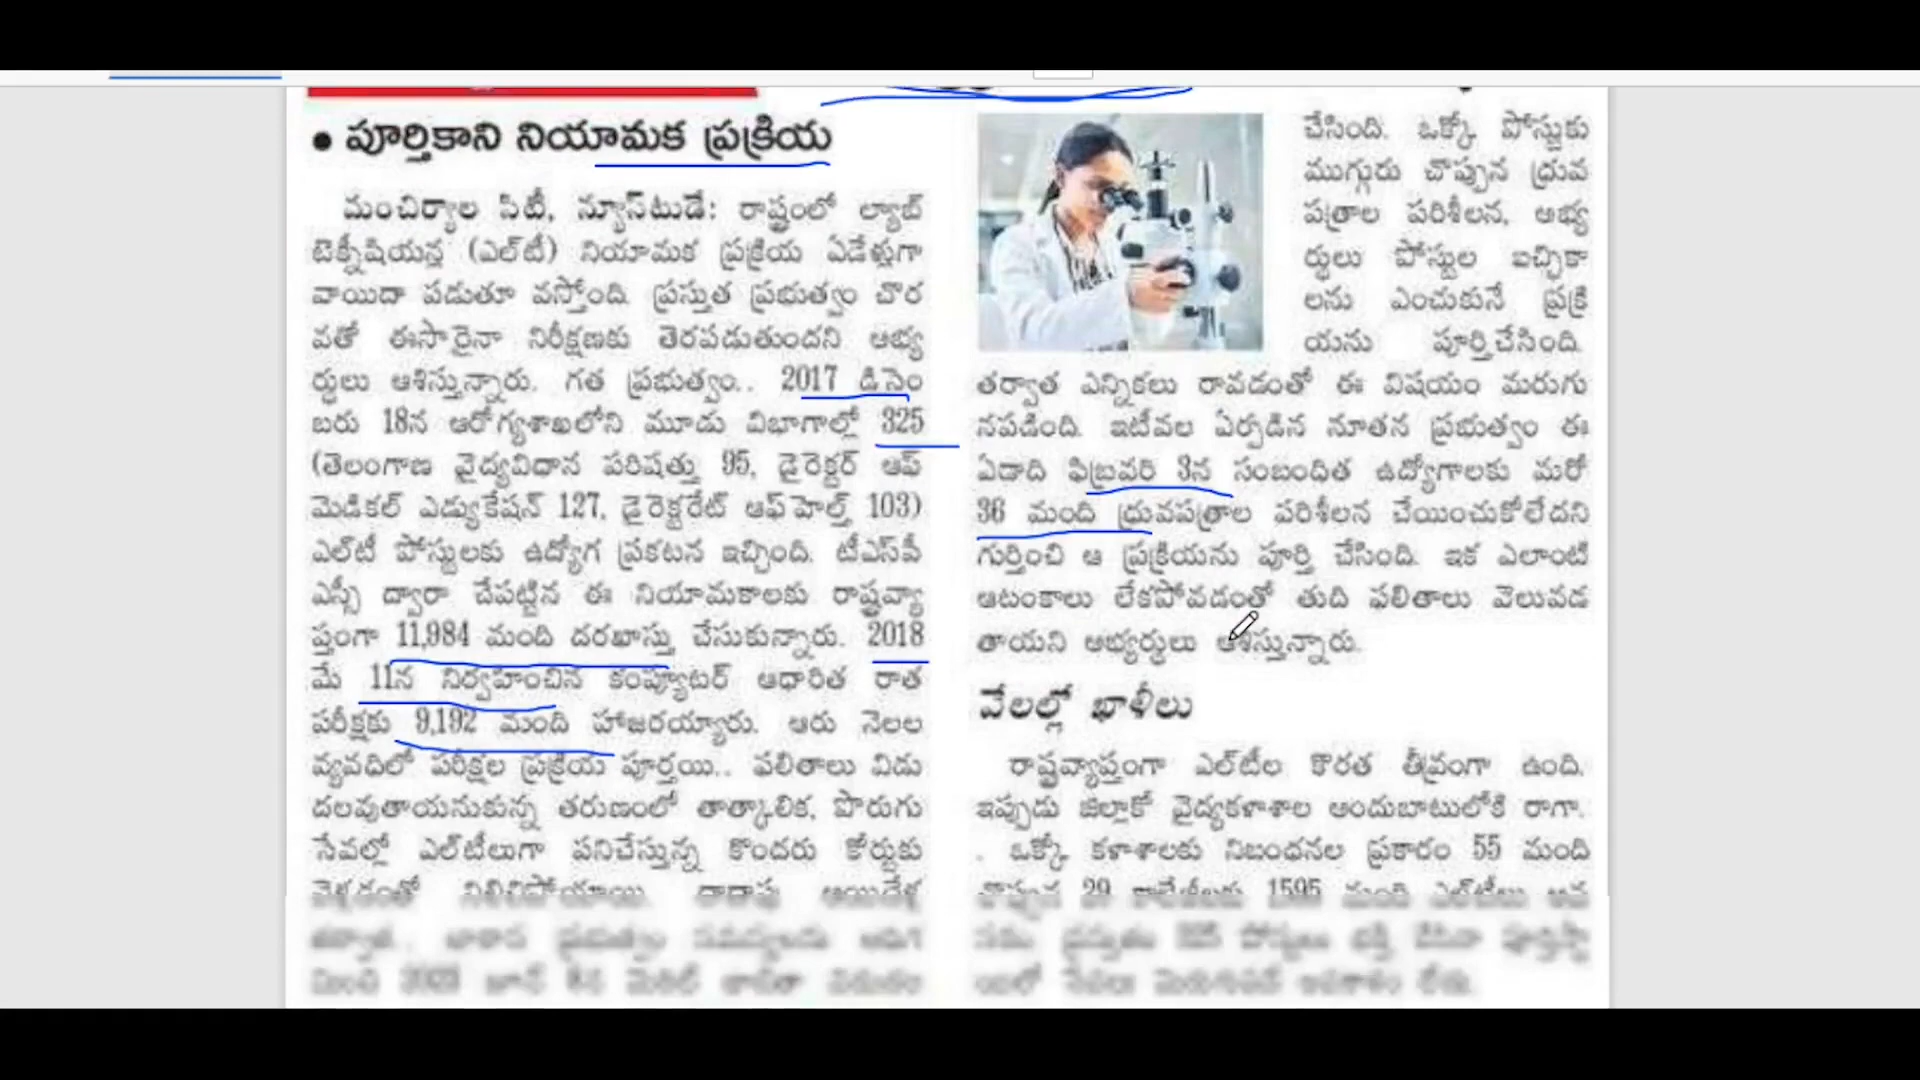 • పూర్తికాని నియామక ప్రక్రియ
మంచిర్యాల సిటీ, న్యూస్‌టుడే: రాష్ట్రంలో ల్యాబ్
టెక్నీషియన్ల (ఎల్‌టీ) నియామక ప్రక్రియ ఏడేళ్లుగా
వాయిదా పడుతూ వస్తోంది. ప్రస్తుత ప్రభుత్వం చొర
వతో ఈసారైనా నిరీక్షణకు తెరపడుతుందని అభ్య
ర్థులు ఆశిస్తున్నారు. గత ప్రభుత్వం.. 2017 డిసెం
బరు 18న ఆరోగ్యశాఖలోని మూడు విభాగాల్లో 325
(తెలంగాణ వైద్యవిధాన పరిషత్తు 95, డైరెక్టర్ ఆఫ్
మెడికల్ ఎడ్యుకేషన్ 127, డైరెక్టరేట్ ఆఫ్‌హెల్త్ 103)
ఎల్‌టీ పోస్టులకు ఉద్యోగ ప్రకటన ఇచ్చింది. టీఎస్‌పీ
ఎస్సీ ద్వారా చేపట్టిన ఈ నియామకాలకు రాష్ట్రవ్యా
ప్తంగా 11,984 మంది దరఖాస్తు చేసుకున్నారు. 2018
మే 11న నిర్వహించిన కంప్యూటర్ ఆధారిత రాత
పరీక్షకు 9,192 మంది హాజరయ్యారు. ఆరు నెలల
వ్యవధిలో పరీక్షల ప్రక్రియ పూర్తయి.. ఫలితాలు విడు
దలవుతాయనుకున్న తరుణంలో తాత్కాలిక, పొరుగు
సేవల్లో ఎల్‌టీలుగా పనిచేస్తున్న కొందరు కోర్టుకు
వెళ్లడంతో నిలిచిపోయాయి. దాదాపు అయిదేళ్ల
చేసింది. ఒక్కో పోస్టుకు
ముగ్గురు చొప్పున ధ్రువ
పత్రాల పరిశీలన, అభ్య
ర్థులు పోస్టుల ఐచ్ఛికా
లను ఎంచుకునే ప్రక్రి
యను పూర్తిచేసింది.
తర్వాత ఎన్నికలు రావడంతో ఈ విషయం మరుగు
నపడింది. ఇటీవల ఏర్పడిన నూతన ప్రభుత్వం ఈ
ఏడాది ఫిబ్రవరి 3న సంబంధిత ఉద్యోగాలకు మరో
36 మంది ధ్రువపత్రాల పరిశీలన చేయించుకోలేదని
గుర్తించి ఆ ప్రక్రియను పూర్తి చేసింది. ఇక ఎలాంటి
ఆటంకాలు లేకపోవడంతో తుది ఫలితాలు వెలువడ
తాయని అభ్యర్థులు ఆశిస్తున్నారు.
వేలల్లో ఖాళీలు
రాష్ట్రవ్యాప్తంగా ఎల్‌టీల కొరత తీవ్రంగా ఉంది.
ఇప్పుడు జిల్లాకో వైద్యకళాశాల అందుబాటులోకి రాగా.
. ఒక్కో కళాశాలకు నిబంధనల ప్రకారం 55 మంది
చొప్పున 29 కాలేజీలకు 1595 మంది ఎల్‌టీలు అవ